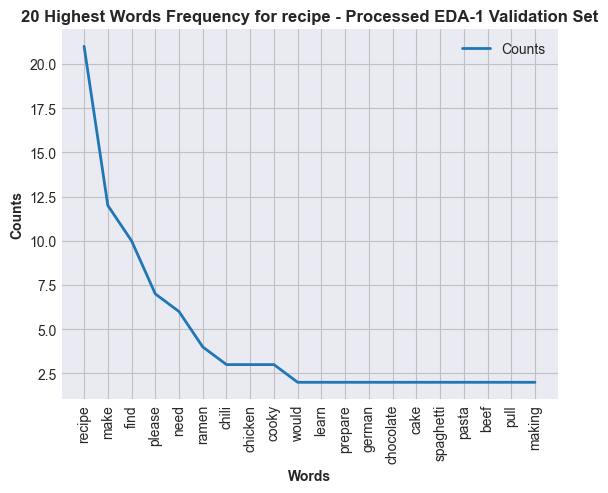 20 Highest Words Frequency for recipe - Processed EDA-1 Validation Set
Counts
20.0
17.5
15.0
12.5
10.0
7.5
5.0
2.5
Counts
recipe
make
find
please
need
ramen
chili
chicken
cooky
would
learn
prepare
german
chocolate
cake
spaghetti
pasta
beef
pull
making
Words